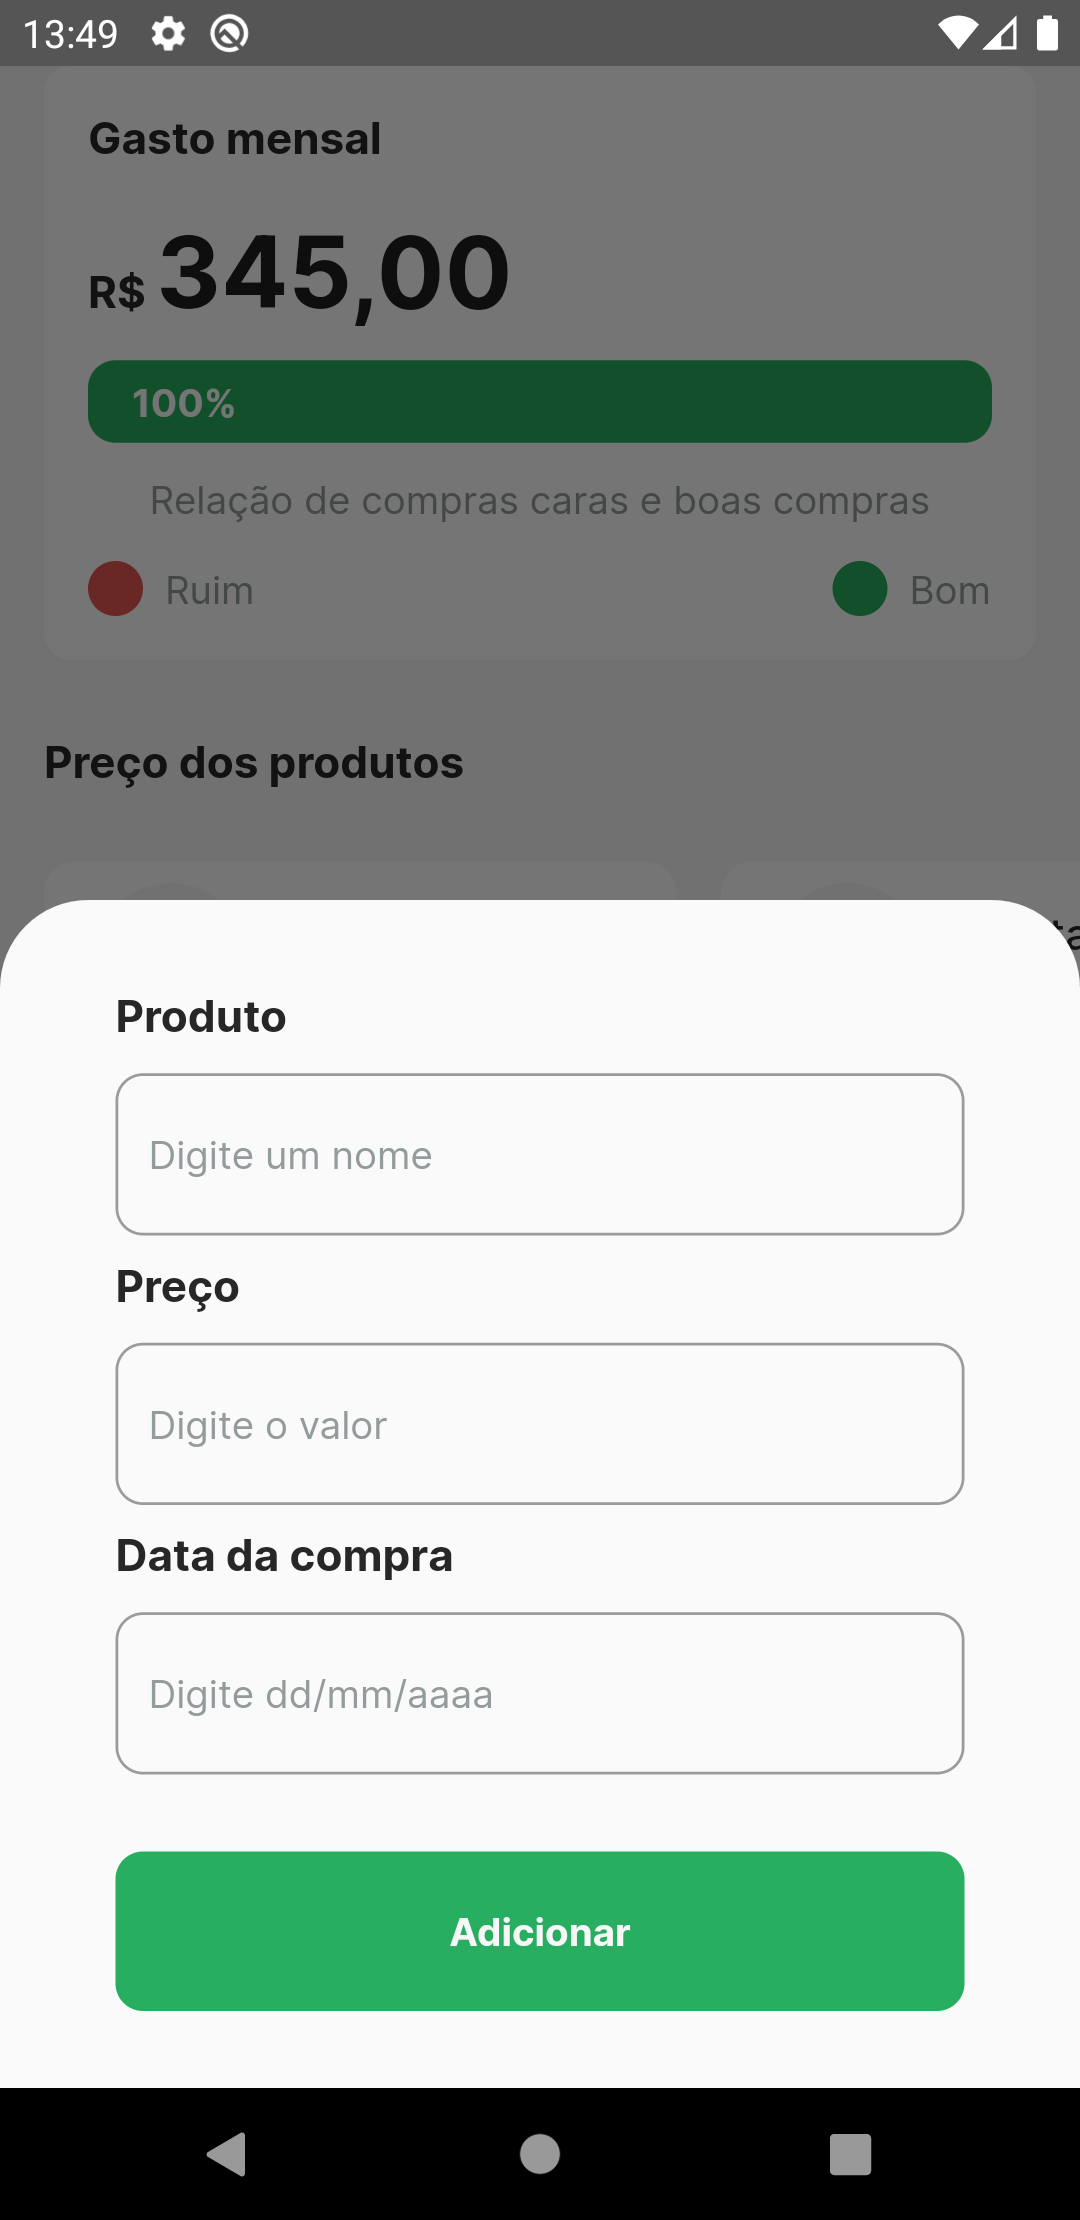 13:49
Gasto mensal
R$ 345,00
100%
Relação de compras caras e boas compras
Ruim
Bom
Preço dos produtos
Produto
Digite um nome
Preço
Digite o valor
Data da compra
Digite dd/mm/aaaa
Adicionar